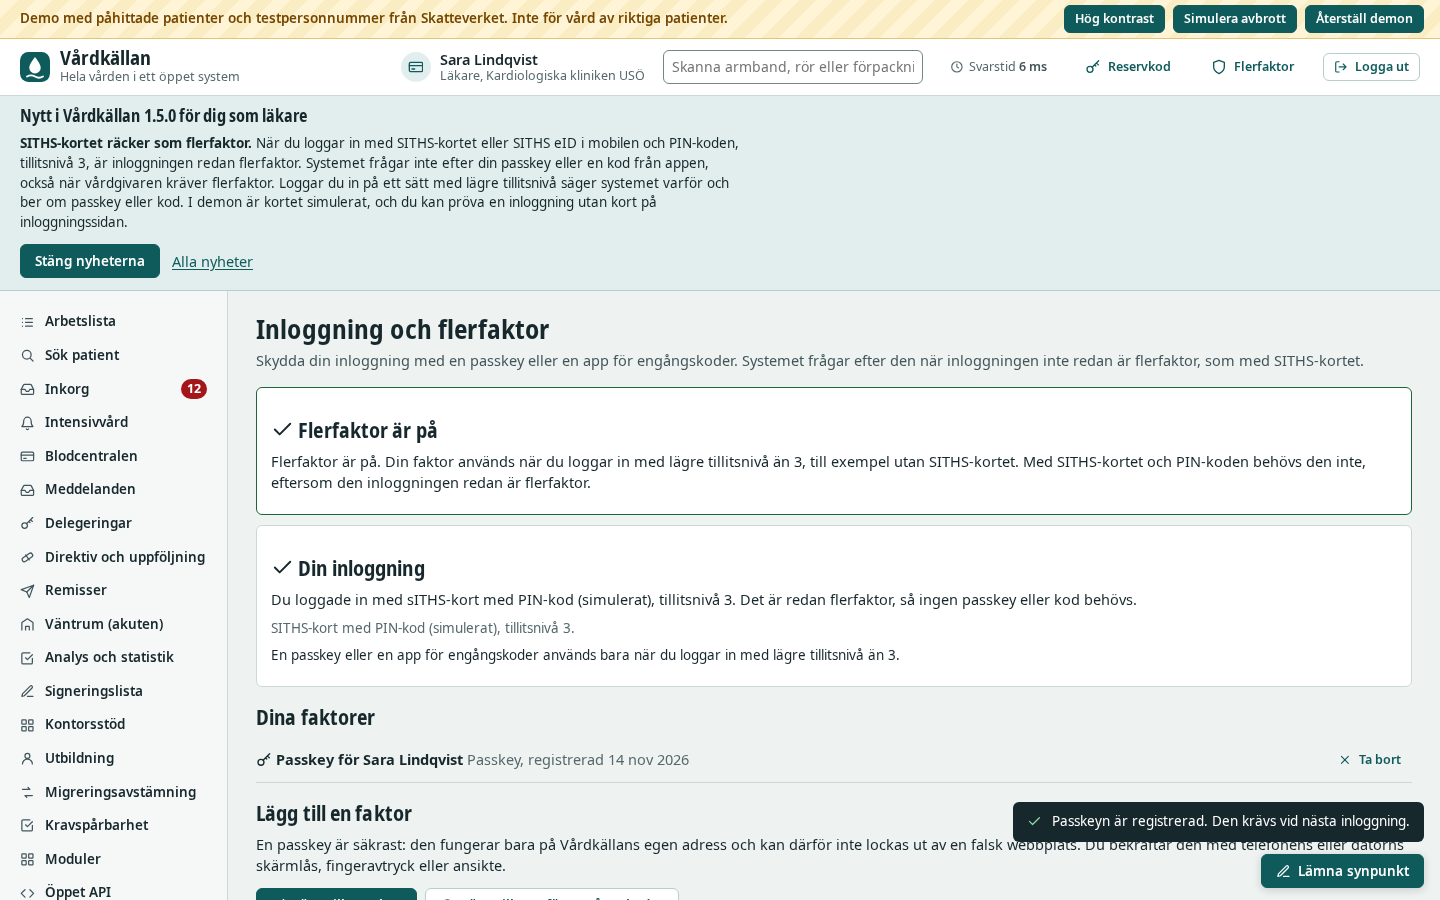 Demo med påhittade patienter och testpersonnummer från Skatteverket. Inte för vård av riktiga patienter.
Hög kontrast
Simulera avbrott
Återställ demon
Vårdkällan
Hela vården i ett öppet system
Sara Lindqvist
Läkare, Kardiologiska kliniken USÖ
Skanna armband, rör eller förpackni
Svarstid 6 ms
Reservkod
Flerfaktor
Logga ut
Nytt i Vårdkällan 1.5.0 för dig som läkare
SITHS-kortet räcker som flerfaktor. När du loggar in med SITHS-kortet eller SITHS eID i mobilen och PIN-koden,
tillitsnivå 3, är inloggningen redan flerfaktor. Systemet frågar inte efter din passkey eller en kod från appen,
också när vårdgivaren kräver flerfaktor. Loggar du in på ett sätt med lägre tillitsnivå säger systemet varför och
ber om passkey eller kod. I demon är kortet simulerat, och du kan pröva en inloggning utan kort på
inloggningssidan.
Stäng nyheterna
Alla nyheter
Arbetslista
Sök patient
Inkorg
12
Intensivvård
Blodcentralen
Meddelanden
Delegeringar
Direktiv och uppföljning
Remisser
Väntrum (akuten)
Analys och statistik
Signeringslista
Kontorsstöd
Utbildning
Migreringsavstämning
Kravspårbarhet
Moduler
Öppet API
Inloggning och flerfaktor
Skydda din inloggning med en passkey eller en app för engångskoder. Systemet frågar efter den när inloggningen inte redan är flerfaktor, som med SITHS-kortet.
Flerfaktor är på
Flerfaktor är på. Din faktor används när du loggar in med lägre tillitsnivå än 3, till exempel utan SITHS-kortet. Med SITHS-kortet och PIN-koden behövs den inte,
eftersom den inloggningen redan är flerfaktor.
Din inloggning
Du loggade in med sITHS-kort med PIN-kod (simulerat), tillitsnivå 3. Det är redan flerfaktor, så ingen passkey eller kod behövs.
SITHS-kort med PIN-kod (simulerat), tillitsnivå 3.
En passkey eller en app för engångskoder används bara när du loggar in med lägre tillitsnivå än 3.
Dina faktorer
Passkey för Sara Lindqvist Passkey, registrerad 14 nov 2026
Ta bort
Lägg till en faktor
Passkeyn är registrerad. Den krävs vid nästa inloggning.
En passkey är säkrast: den fungerar bara på Vårdkällans egen adress och kan därför inte lockas ut av en falsk webbplats. Du bekräftar den med telefonens eller datorns
skärmlås, fingeravtryck eller ansikte.
Lämna synpunkt